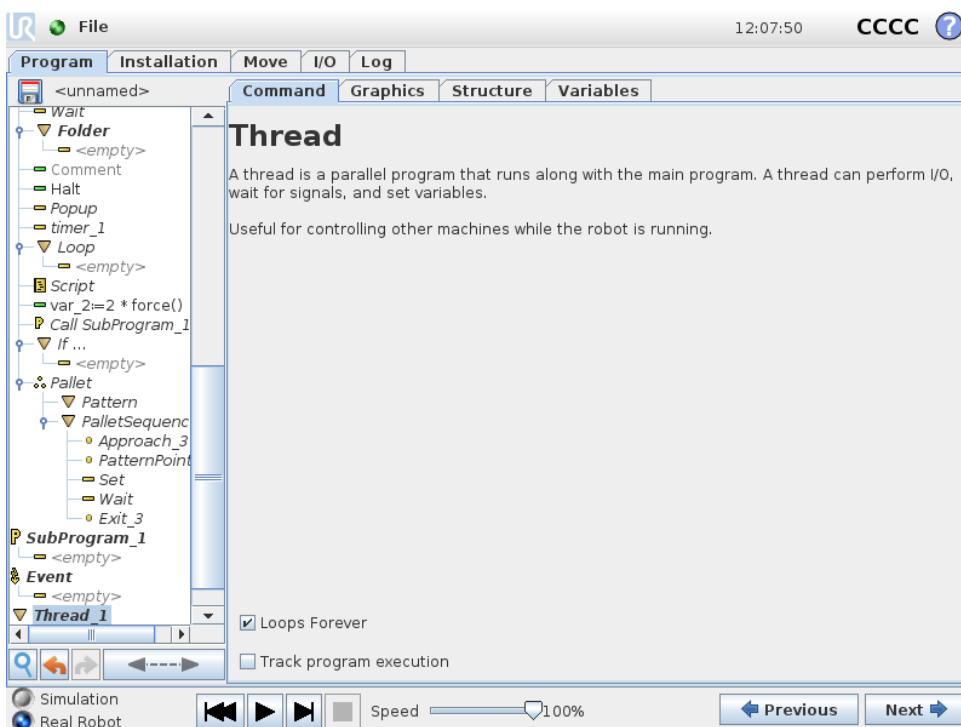 UR File 12:07:50 CCCC ?
Program Installation Move I/O Log
<unnamed> Command Graphics Structure Variables
Wait
Folder
<empty>
Comment
Halt
Popup
timer_1
Loop
<empty>
Script
var_2:=2 * force()
P Call SubProgram_1
If ...
<empty>
Pallet
Pattern
PalletSequenc
Approach_3
PatternPoint
Set
Wait
Exit_3
P SubProgram_1
<empty>
Event
<empty>
Thread_1
Thread
A thread is a parallel program that runs along with the main program. A thread can perform I/O,
wait for signals, and set variables.
Useful for controlling other machines while the robot is running.
Loops Forever
Track program execution
Simulation
Real Robot
Speed 100%
Previous Next